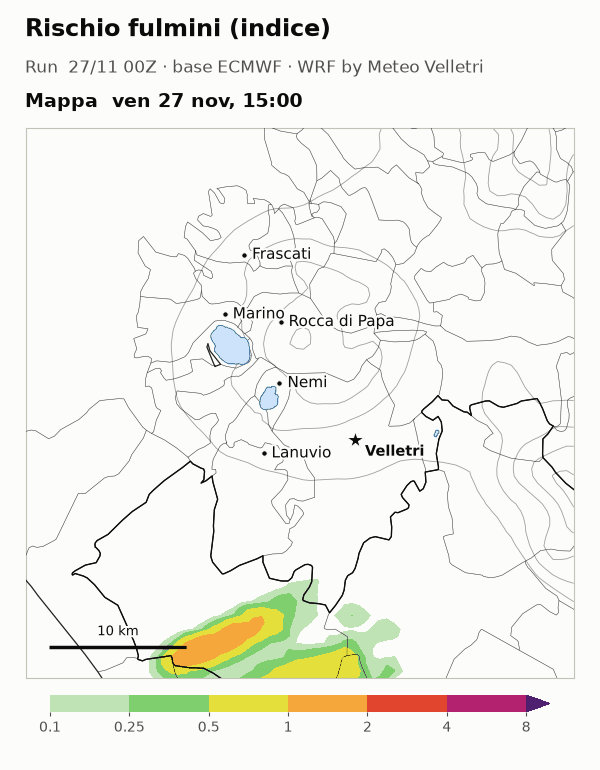 Rischio fulmini (indice)
Run  27/11 00Z · base ECMWF · WRF by Meteo Velletri
Mappa  ven 27 nov, 15:00
Frascati
Marino
Rocca di Papa
Nemi
Velletri
Lanuvio
10 km
0.1 0.25 0.5 1 2 4 8